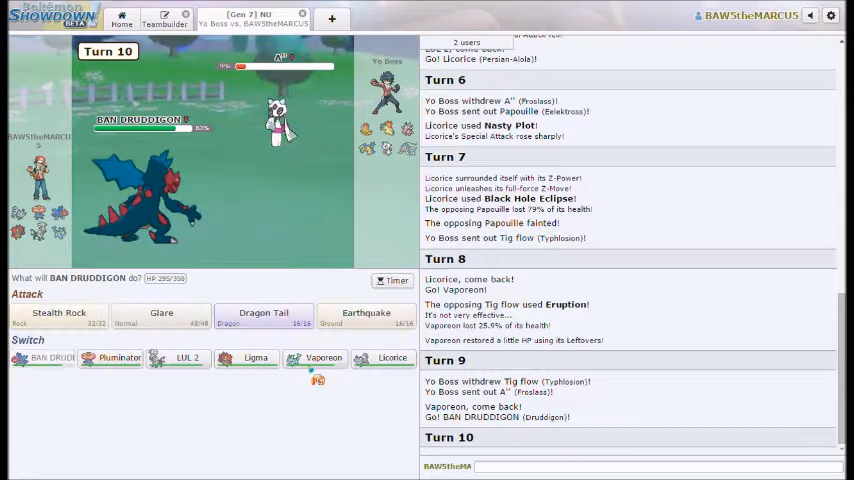 Pokémon
SHOWDOWN
BETA
Home
Teambuilder
[Gen 7] NU
Yo Boss vs. BAW5theMARCUS
+
BAW5theMARCUS
Turn 10
A''
9%
Yo Boss
BAN DRUDDIGON
83%
BAW5theMARCUS
5
What will BAN DRUDDIGON do? HP 295/358
Timer
Attack
Stealth Rock
Rock 32/32
Glare
Normal 48/48
Dragon Tail
Dragon 16/16
Earthquake
Ground 16/16
Switch
BAN DRUDI
Pluminator
LUL 2
Ligma
Vaporeon
Licorice
2 users
Go! Licorice (Persian-Alola)!
Turn 6
Yo Boss withdrew A'' (Froslass)!
Yo Boss sent out Papouille (Eelektross)!
Licorice used Nasty Plot!
Licorice's Special Attack rose sharply!
Turn 7
Licorice surrounded itself with its Z-Power!
Licorice unleashes its full-force Z-Move!
Licorice used Black Hole Eclipse!
The opposing Papouille lost 79% of its health!
The opposing Papouille fainted!
Yo Boss sent out Tig flow (Typhlosion)!
Turn 8
Licorice, come back!
Go! Vaporeon!
The opposing Tig flow used Eruption!
It's not very effective...
Vaporeon lost 25.9% of its health!
Vaporeon restored a little HP using its Leftovers!
Turn 9
Yo Boss withdrew Tig flow (Typhlosion)!
Yo Boss sent out A'' (Froslass)!
Vaporeon, come back!
Go! BAN DRUDDIGON (Druddigon)!
Turn 10
BAW5theMA